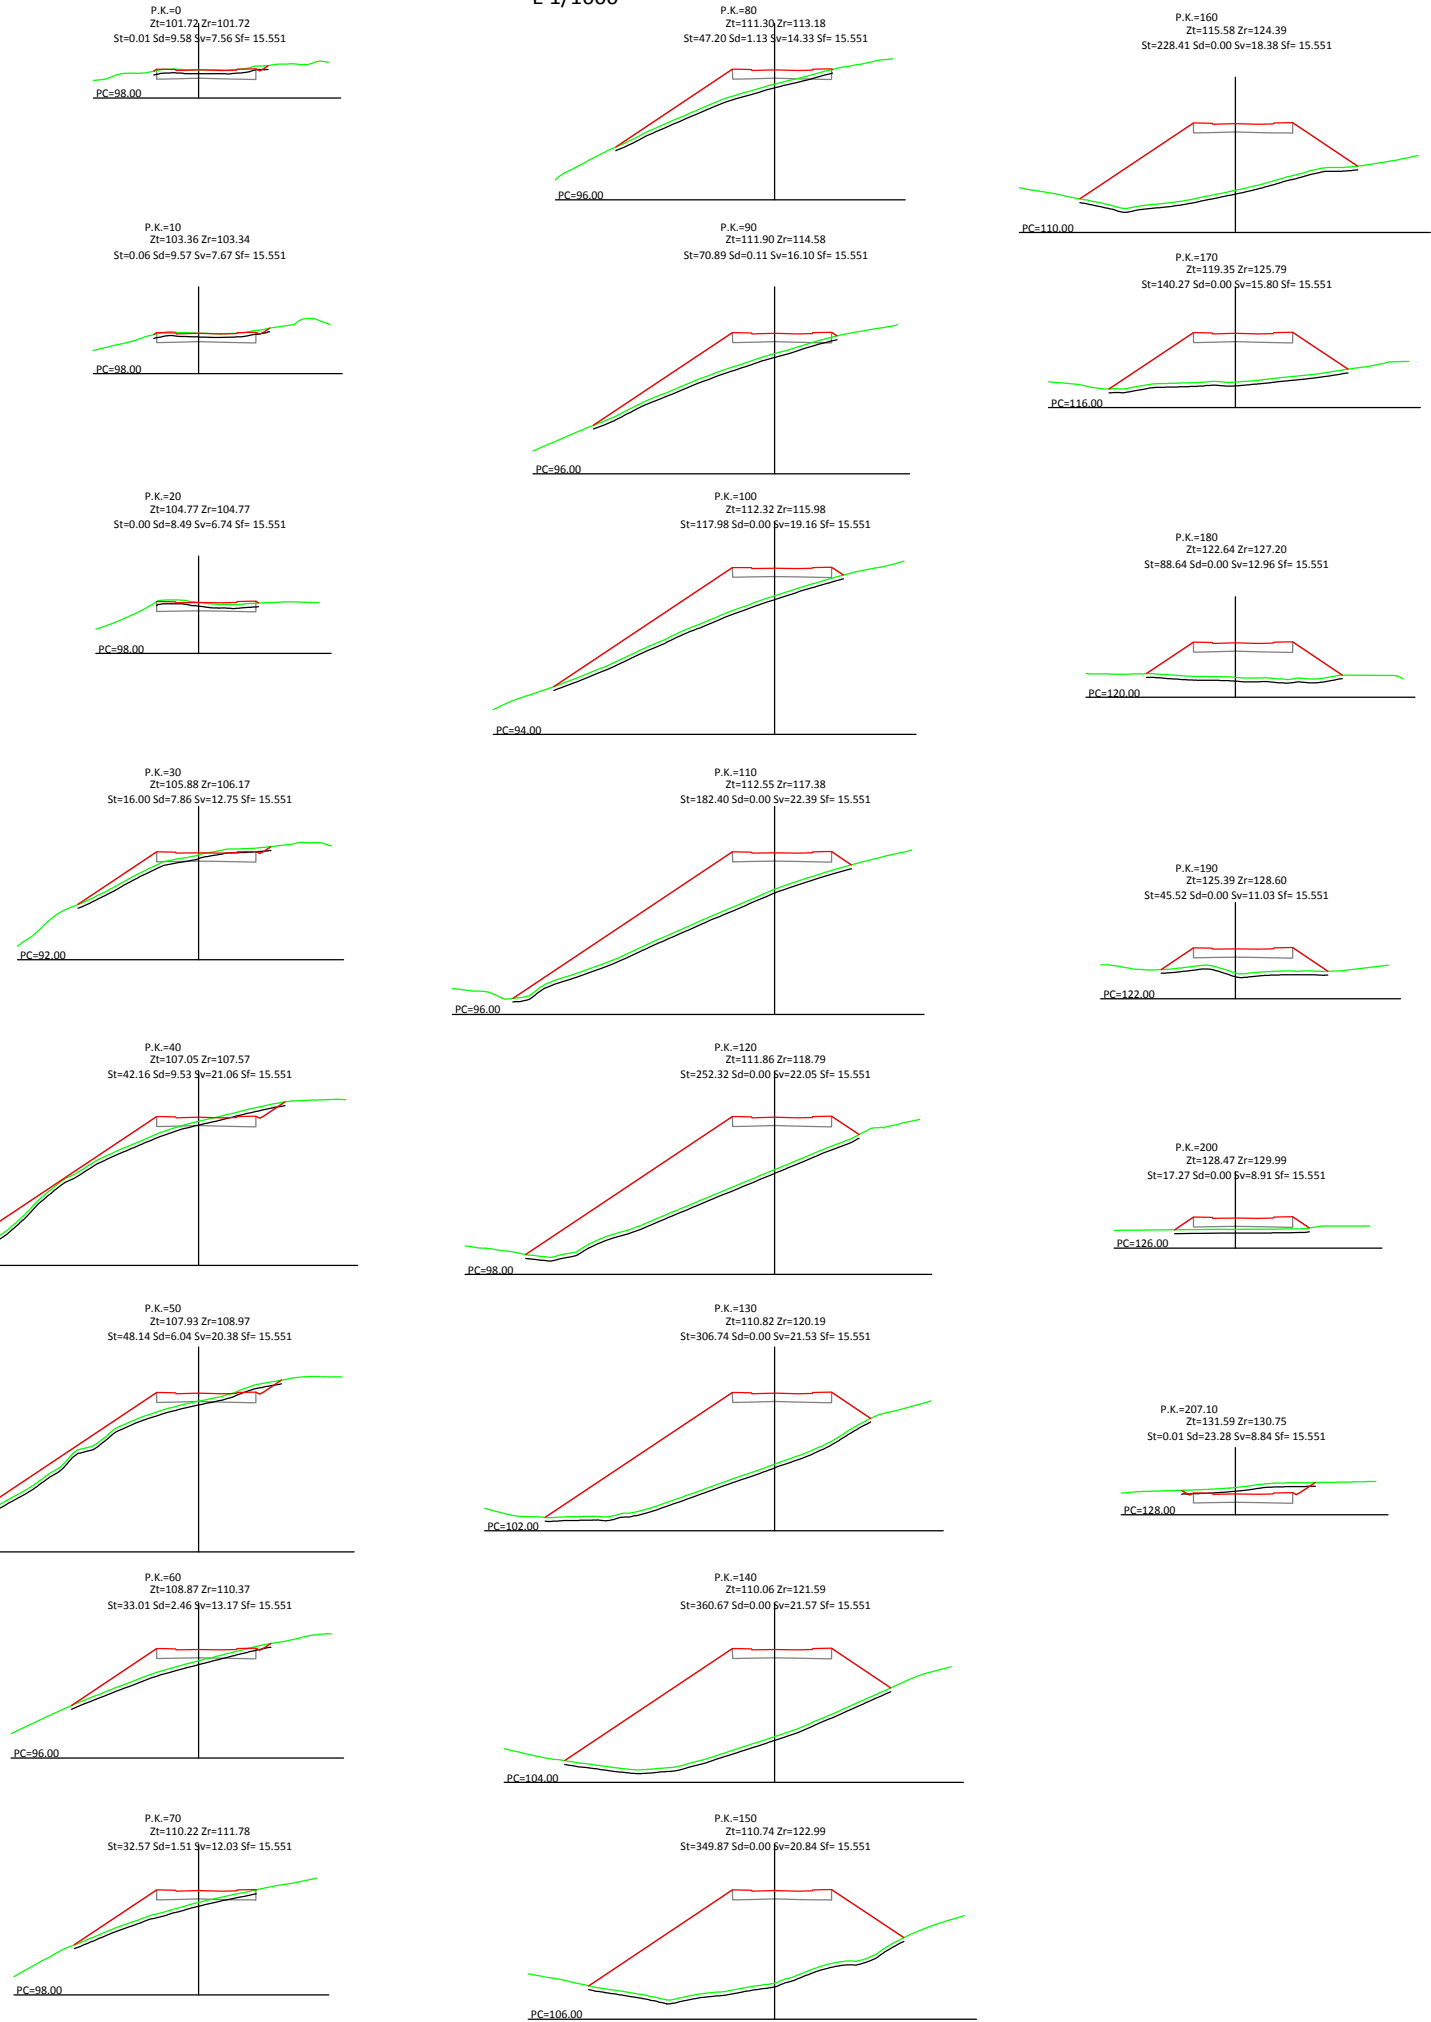 E 1/1000
P.K.=0
Zt=101.72 Zr=101.72
St=0.01 Sd=9.58 Sv=7.56 Sf= 15.551
PC=98.00
P.K.=10
Zt=103.36 Zr=103.34
St=0.06 Sd=9.57 Sv=7.67 Sf= 15.551
PC=98.00
P.K.=20
Zt=104.77 Zr=104.77
St=0.00 Sd=8.49 Sv=6.74 Sf= 15.551
PC=98.00
P.K.=30
Zt=105.88 Zr=106.17
St=16.00 Sd=7.86 Sv=12.75 Sf= 15.551
PC=92.00
P.K.=40
Zt=107.05 Zr=107.57
St=42.16 Sd=9.53 Sv=21.06 Sf= 15.551
P.K.=50
Zt=107.93 Zr=108.97
St=48.14 Sd=6.04 Sv=20.38 Sf= 15.551
P.K.=60
Zt=108.87 Zr=110.37
St=33.01 Sd=2.46 Sv=13.17 Sf= 15.551
PC=96.00
P.K.=70
Zt=110.22 Zr=111.78
St=32.57 Sd=1.51 Sv=12.03 Sf= 15.551
PC=98.00
P.K.=80
Zt=111.30 Zr=113.18
St=47.20 Sd=1.13 Sv=14.33 Sf= 15.551
PC=96.00
P.K.=90
Zt=111.90 Zr=114.58
St=70.89 Sd=0.11 Sv=16.10 Sf= 15.551
PC=96.00
P.K.=100
Zt=112.32 Zr=115.98
St=117.98 Sd=0.00 Sv=19.16 Sf= 15.551
PC=94.00
P.K.=110
Zt=112.55 Zr=117.38
St=182.40 Sd=0.00 Sv=22.39 Sf= 15.551
PC=96.00
P.K.=120
Zt=111.86 Zr=118.79
St=252.32 Sd=0.00 Sv=22.05 Sf= 15.551
PC=98.00
P.K.=130
Zt=110.82 Zr=120.19
St=306.74 Sd=0.00 Sv=21.53 Sf= 15.551
PC=102.00
P.K.=140
Zt=110.06 Zr=121.59
St=360.67 Sd=0.00 Sv=21.57 Sf= 15.551
PC=104.00
P.K.=150
Zt=110.74 Zr=122.99
St=349.87 Sd=0.00 Sv=20.84 Sf= 15.551
PC=106.00
P.K.=160
Zt=115.58 Zr=124.39
St=228.41 Sd=0.00 Sv=18.38 Sf= 15.551
PC=110.00
P.K.=170
Zt=119.35 Zr=125.79
St=140.27 Sd=0.00 Sv=15.80 Sf= 15.551
PC=116.00
P.K.=180
Zt=122.64 Zr=127.20
St=88.64 Sd=0.00 Sv=12.96 Sf= 15.551
PC=120.00
P.K.=190
Zt=125.39 Zr=128.60
St=45.52 Sd=0.00 Sv=11.03 Sf= 15.551
PC=122.00
P.K.=200
Zt=128.47 Zr=129.99
St=17.27 Sd=0.00 Sv=8.91 Sf= 15.551
PC=126.00
P.K.=207.10
Zt=131.59 Zr=130.75
St=0.01 Sd=23.28 Sv=8.84 Sf= 15.551
PC=128.00